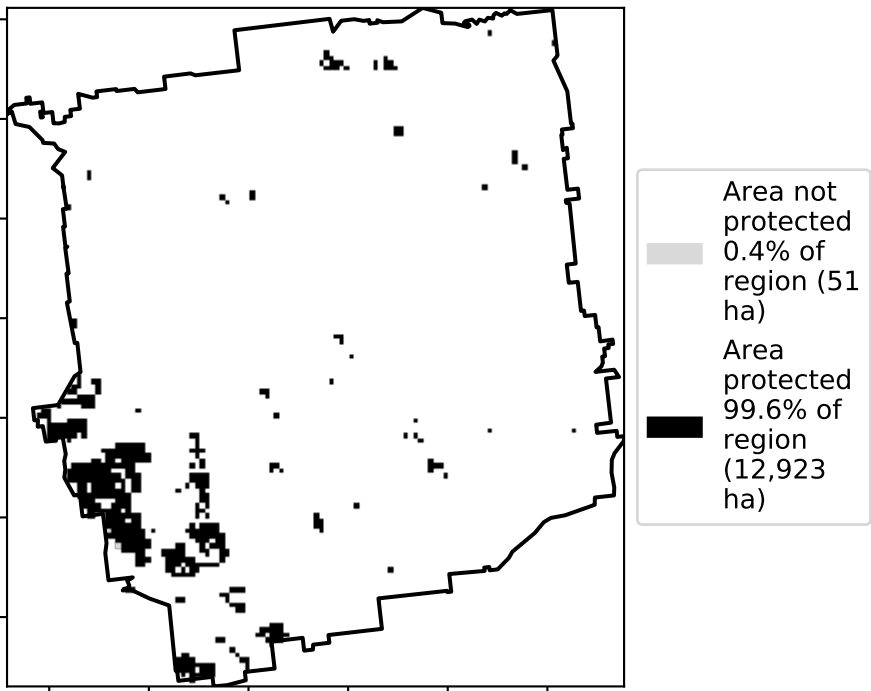 Area not
protected
0.4% of
region (51
ha)
Area
protected
99.6% of
region
(12,923
ha)